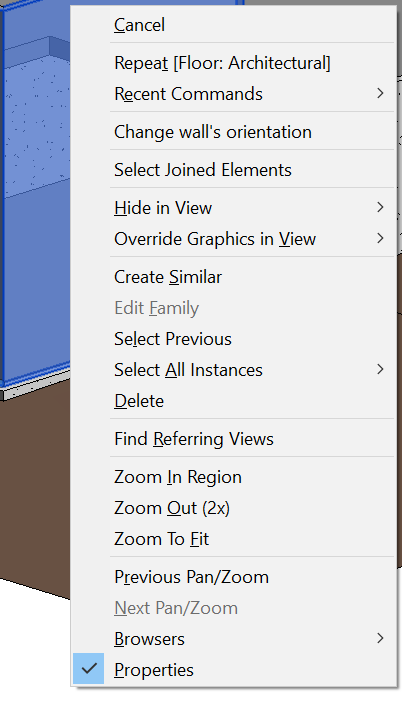 Cancel
Repeat [Floor: Architectural]
Recent Commands
Change wall's orientation
Select Joined Elements
Hide in View
Override Graphics in View
Create Similar
Edit Family
Select Previous
Select All Instances
Delete
Find Referring Views
Zoom In Region
Zoom Out (2x)
Zoom To Fit
Previous Pan/Zoom
Next Pan/Zoom
Browsers
Properties